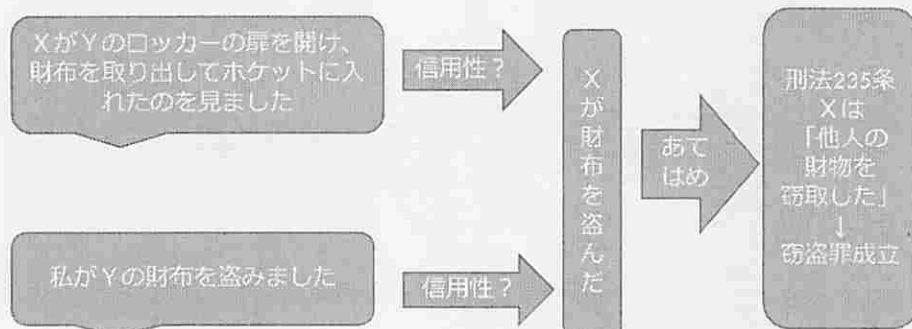 XがYのロッカーの扉を開け、
財布を取り出してポケットに入
れたのを見ました
信用性？
Xが財布を盗んだ
あて
はめ
刑法235条
Xは
「他人の
財物を
窃取した」
↓
窃盗罪成立
私がYの財布を盗みました
信用性？